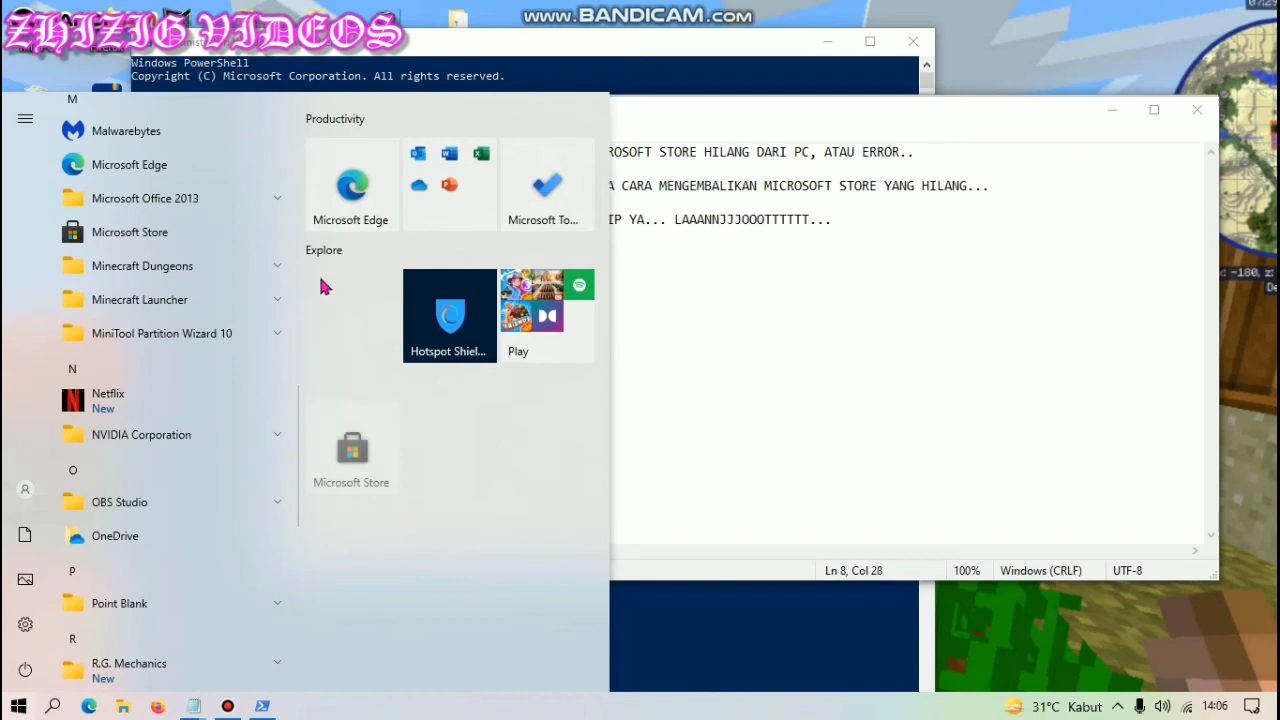 WWW.BANDICAM.COM
ZHIZIG VIDEOS
Windows PowerShell
Copyright (C) Microsoft Corporation. All rights reserved.
M
Malwarebytes
Microsoft Edge
Microsoft Office 2013
Microsoft Store
Minecraft Dungeons
Minecraft Launcher
MiniTool Partition Wizard 10
N
Netflix
New
NVIDIA Corporation
O
OBS Studio
OneDrive
P
Point Blank
R
R.G. Mechanics
New
Productivity
Microsoft Edge
Microsoft To...
Explore
Hotspot Shiel...
Play
Microsoft Store
ROSOFT STORE HILANG DARI PC, ATAU ERROR..
A CARA MENGEMBALIKAN MICROSOFT STORE YANG HILANG...
IP YA... LAAANNJJJOOOTTTTTT...
Ln 8, Col 28
100%
Windows (CRLF)
UTF-8
: -180, z:
31°C Kabut
14:06